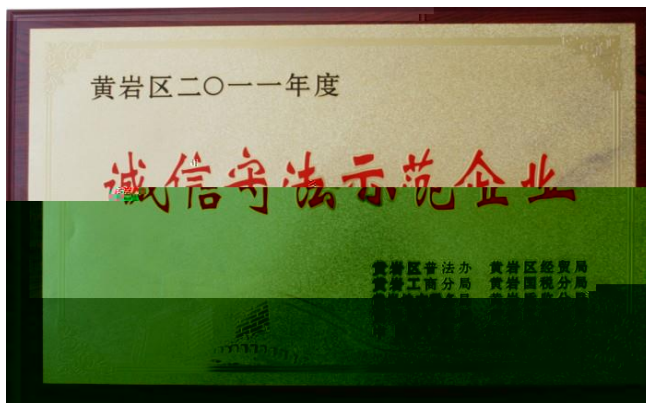 黄岩区二〇一一年度
诚信守法示范企业
黄岩区普法办 黄岩区经贸局
黄岩工商分局 黄岩国税分局